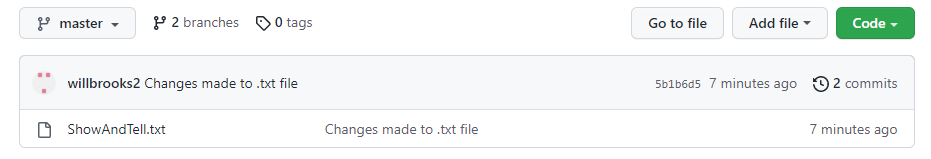 master 2 branches 0 tags Go to file Add file Code
willbrooks2 Changes made to .txt file 5b1b6d5 7 minutes ago 2 commits
ShowAndTell.txt Changes made to .txt file 7 minutes ago